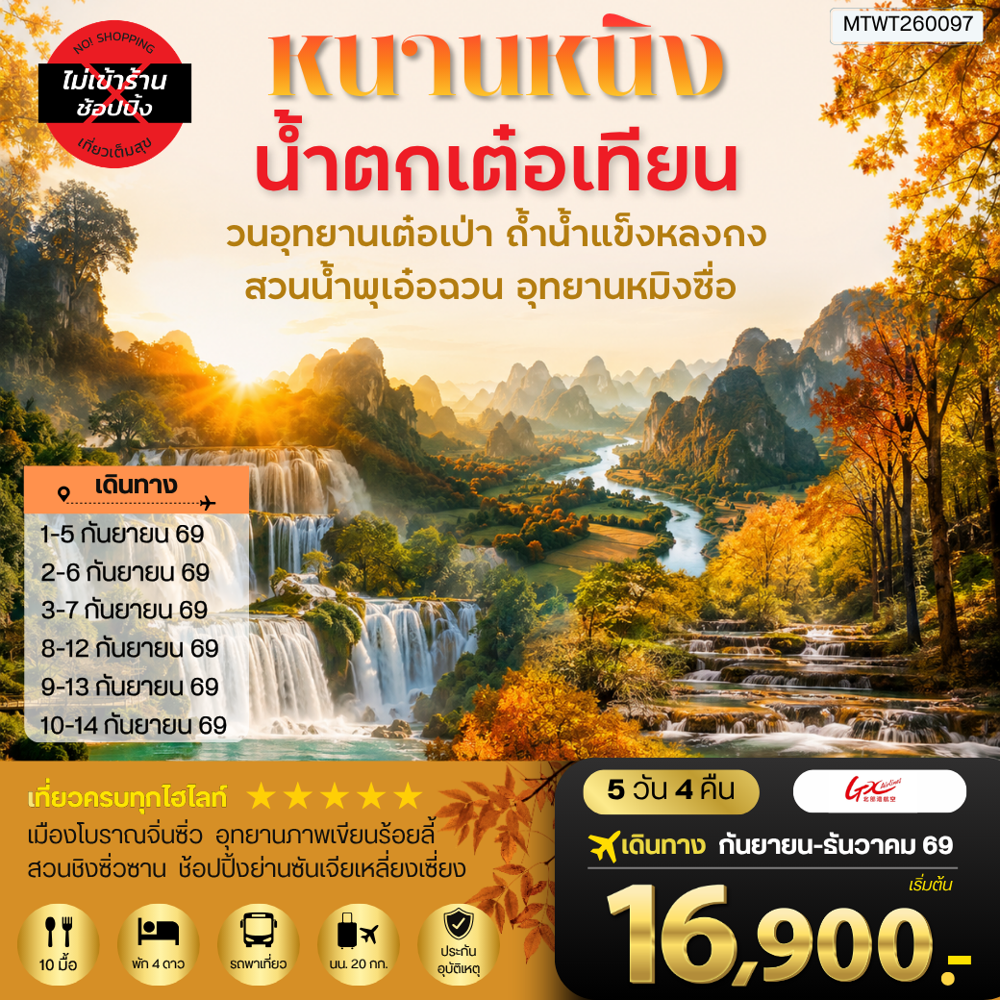 NO! SHOPPING
ไม่เข้าร้าน
ช้อปปิ้ง
เที่ยวเต็มสุข
MTWT260097
หนานหนิง
น้ำตกเต๋อเทียน
วนอุทยานเต๋อเป่า ถ้ำน้ำแข็งหลงกง
สวนน้ำพุเอ๋อฉวน อุทยานหมิงซื่อ
เดินทาง
1-5 กันยายน 69
2-6 กันยายน 69
3-7 กันยายน 69
8-12 กันยายน 69
9-13 กันยายน 69
10-14 กันยายน 69
เที่ยวครบทุกไฮไลท์
เมืองโบราณจิ่นซิ่ว อุทยานภาพเขียนร้อยลี้
สวนชิงซิ่วซาน ช้อปปิ้งย่านซันเจียเหลี่ยงเซี่ยง
10 มื้อ
พัก 4 ดาว
รถพาเที่ยว
นน. 20 กก.
ประกัน
อุบัติเหตุ
5 วัน 4 คืน
GX Airlines
北部湾航空
เดินทาง กันยายน-ธันวาคม 69
เริ่มต้น
16,900.-